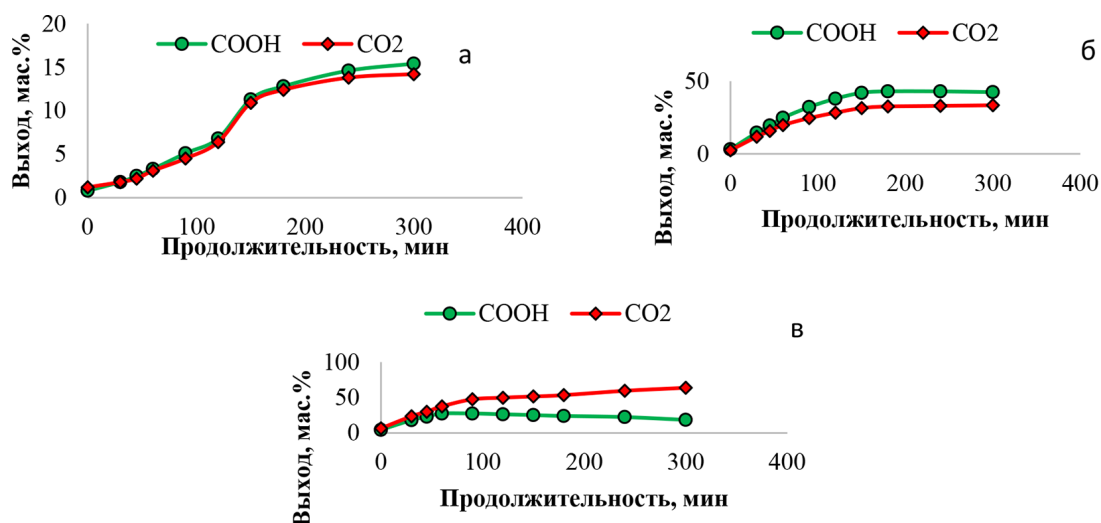 COOH CO2
а
Выход, мас.%
20
15
10
5
0
0 100 200 300 400
Продолжительность, мин
COOH CO2
б
Выход, мас.%
50
0
0 100 200 300 400
Продолжительность, мин
COOH CO2
в
Выход, мас.%
100
50
0
0 100 200 300 400
Продолжительность, мин